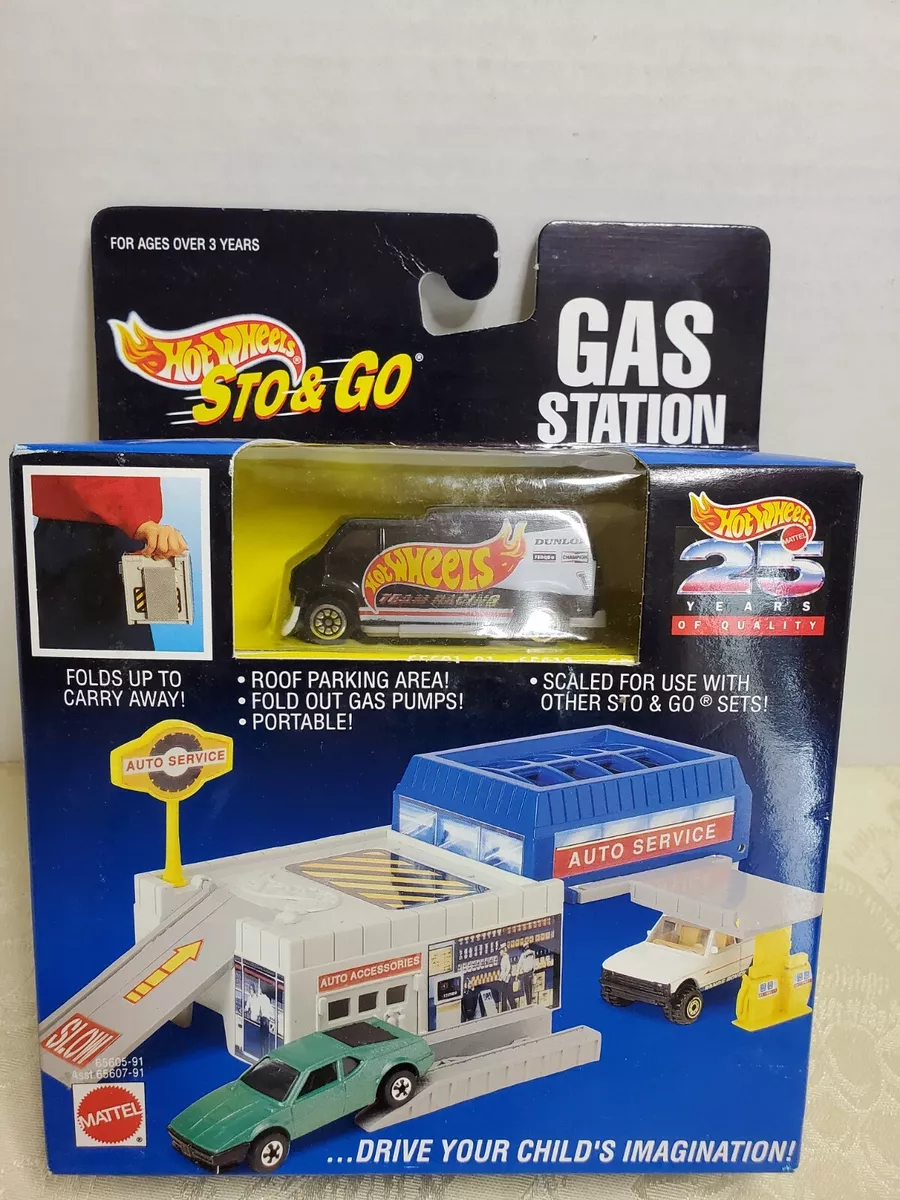 FOR AGES OVER 3 YEARS
HOT WHEELS®
STO & GO®
GAS
STATION
HOT WHEELS
TEAM RACING
DUNLOP
CHAMPION
HOT WHEELS
MATTEL
25
YEARS
OF QUALITY
FOLDS UP TO
CARRY AWAY!
• ROOF PARKING AREA!
• FOLD OUT GAS PUMPS!
• PORTABLE!
• SCALED FOR USE WITH
OTHER STO & GO® SETS!
AUTO SERVICE
AUTO SERVICE
AUTO ACCESSORIES
SLOW
65605-91
Asst.65607-91
MATTEL®
...DRIVE YOUR CHILD'S IMAGINATION!